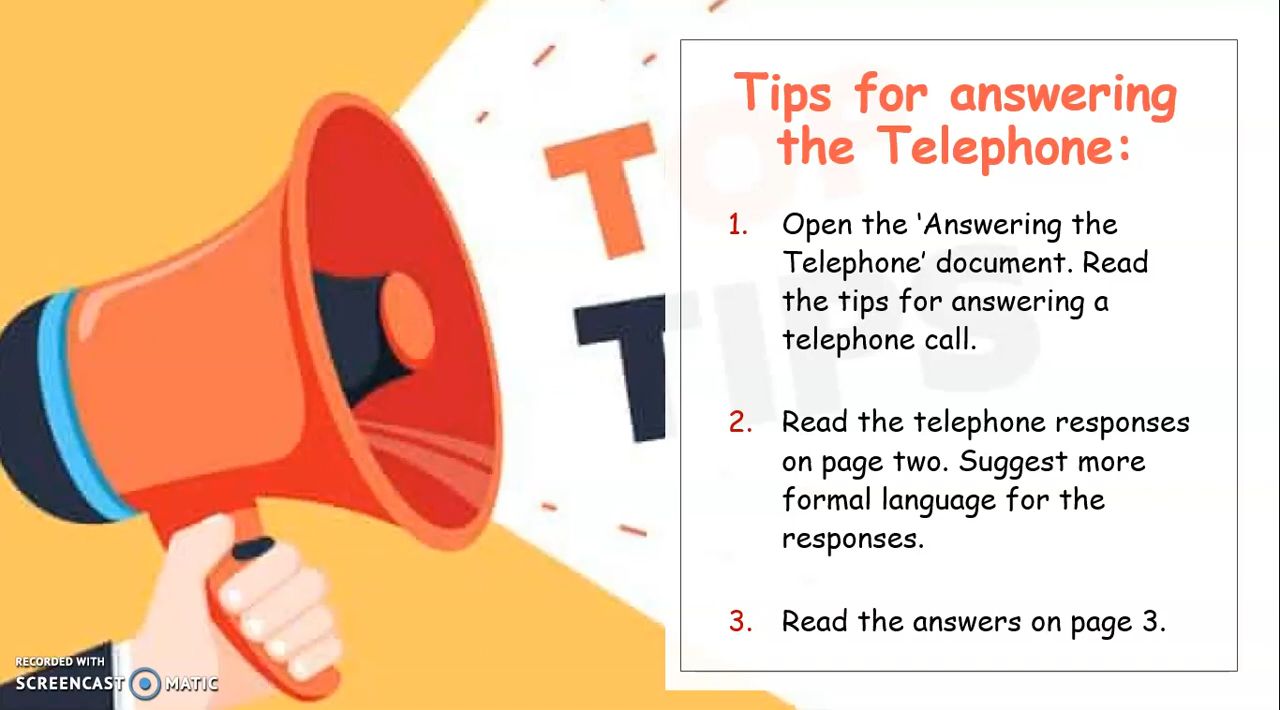 Tips for answering
the Telephone:
1. Open the ‘Answering the
Telephone’ document. Read
the tips for answering a
telephone call.
2. Read the telephone responses
on page two. Suggest more
formal language for the
responses.
3. Read the answers on page 3.
TOP
TIPS
RECORDED WITH
SCREENCAST MATIC